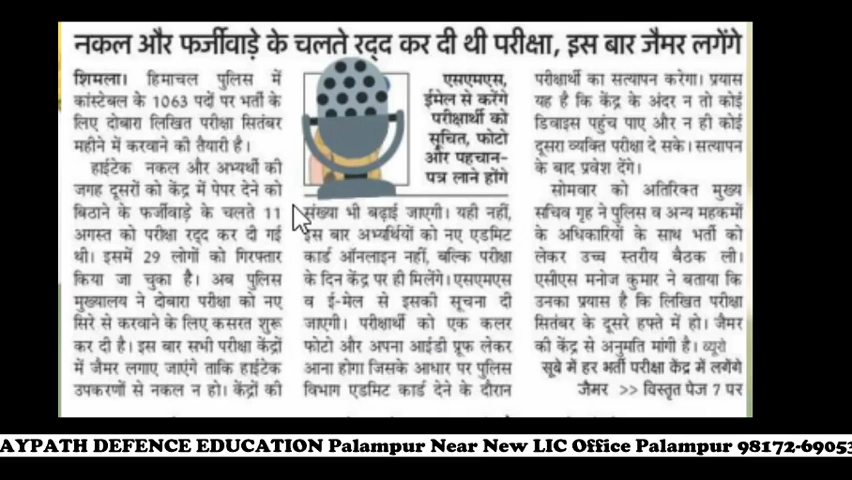 नकल और फर्जीवाड़े के चलते रद्द कर दी थी परीक्षा, इस बार जैमर लगेंगे
शिमला। हिमाचल पुलिस में
कांस्टेबल के 1063 पदों पर भर्ती के
लिए दोबारा लिखित परीक्षा सितंबर
महीने में करवाने की तैयारी है।
हाईटेक नकल और अभ्यर्थी की
जगह दूसरों को केंद्र में पेपर देने को
बिठाने के फर्जीवाड़े के चलते 11
अगस्त को परीक्षा रद्द कर दी गई
थी। इसमें 29 लोगों को गिरफ्तार
किया जा चुका है। अब पुलिस
मुख्यालय ने दोबारा परीक्षा को नए
सिरे से करवाने के लिए कसरत शुरू
कर दी है। इस बार सभी परीक्षा केंद्रों
में जैमर लगाए जाएंगे ताकि हाईटेक
उपकरणों से नकल न हो। केंद्रों की
एसएमएस,
ईमेल से करेंगे
परीक्षार्थी को
सूचित, फोटो
और पहचान-
पत्र लाने होंगे
संख्या भी बढ़ाई जाएगी। यही नहीं,
इस बार अभ्यर्थियों को नए एडमिट
कार्ड ऑनलाइन नहीं, बल्कि परीक्षा
के दिन केंद्र पर ही मिलेंगे। एसएमएस
व ई-मेल से इसकी सूचना दी
जाएगी। परीक्षार्थी को एक कलर
फोटो और अपना आईडी प्रूफ लेकर
आना होगा जिसके आधार पर पुलिस
विभाग एडमिट कार्ड देने के दौरान
परीक्षार्थी का सत्यापन करेगा। प्रयास
यह है कि केंद्र के अंदर न तो कोई
डिवाइस पहुंच पाए और न ही कोई
दूसरा व्यक्ति परीक्षा दे सके। सत्यापन
के बाद प्रवेश देंगे।
सोमवार को अतिरिक्त मुख्य
सचिव गृह ने पुलिस व अन्य महकमों
के अधिकारियों के साथ भर्ती को
लेकर उच्च स्तरीय बैठक ली।
एसीएस मनोज कुमार ने बताया कि
उनका प्रयास है कि लिखित परीक्षा
सितंबर के दूसरे हफ्ते में हो। जैमर
की केंद्र से अनुमति मांगी है। ब्यूरो
सूबे में हर भर्ती परीक्षा केंद्र में लगेंगे
जैमर >> विस्तृत पेज 7 पर
AYPATH DEFENCE EDUCATION Palampur Near New LIC Office Palampur 98172-69053